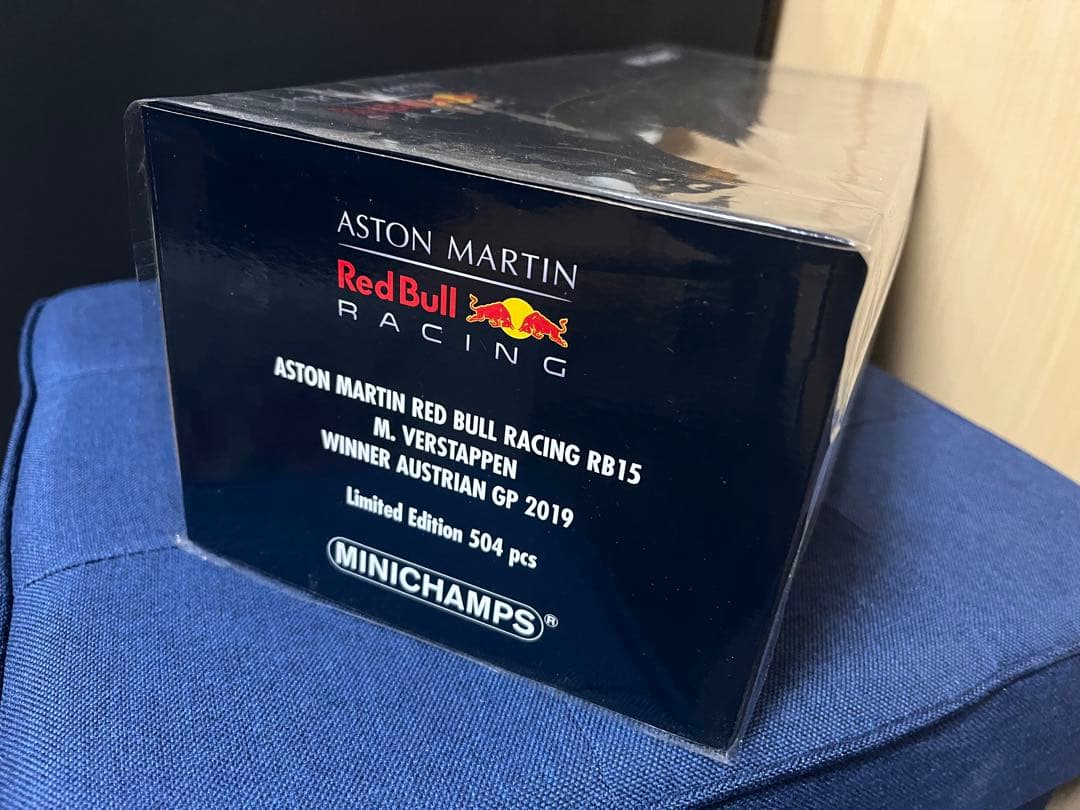 ASTON MARTIN
Red Bull
RACING
ASTON MARTIN RED BULL RACING RB15
M. VERSTAPPEN
WINNER AUSTRIAN GP 2019
Limited Edition 504 pcs
MINICHAMPS®